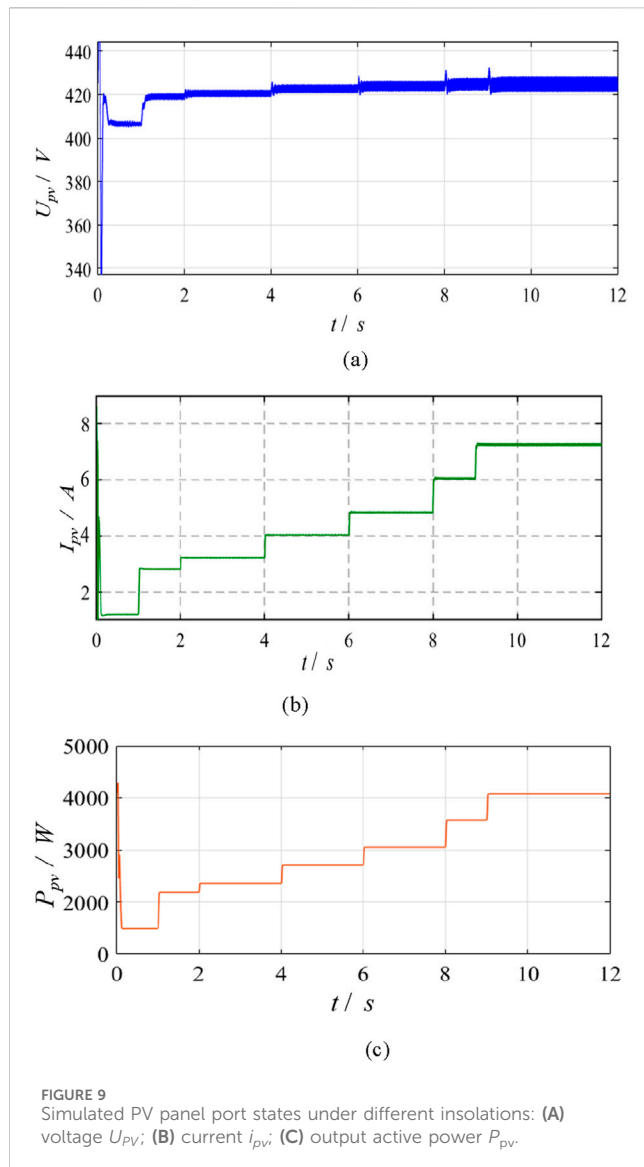 440
420
400
380
360
340
U_pv / V
0 2 4 6 8 10 12
t / s
(a)
8
6
4
2
I_pv / A
0 2 4 6 8 10 12
t / s
(b)
5000
4000
3000
2000
0
P_pv / W
0 2 4 6 8 10 12
t / s
(c)
FIGURE 9
Simulated PV panel port states under different insolations: (A)
voltage U_PV; (B) current i_pv; (C) output active power P_pv.